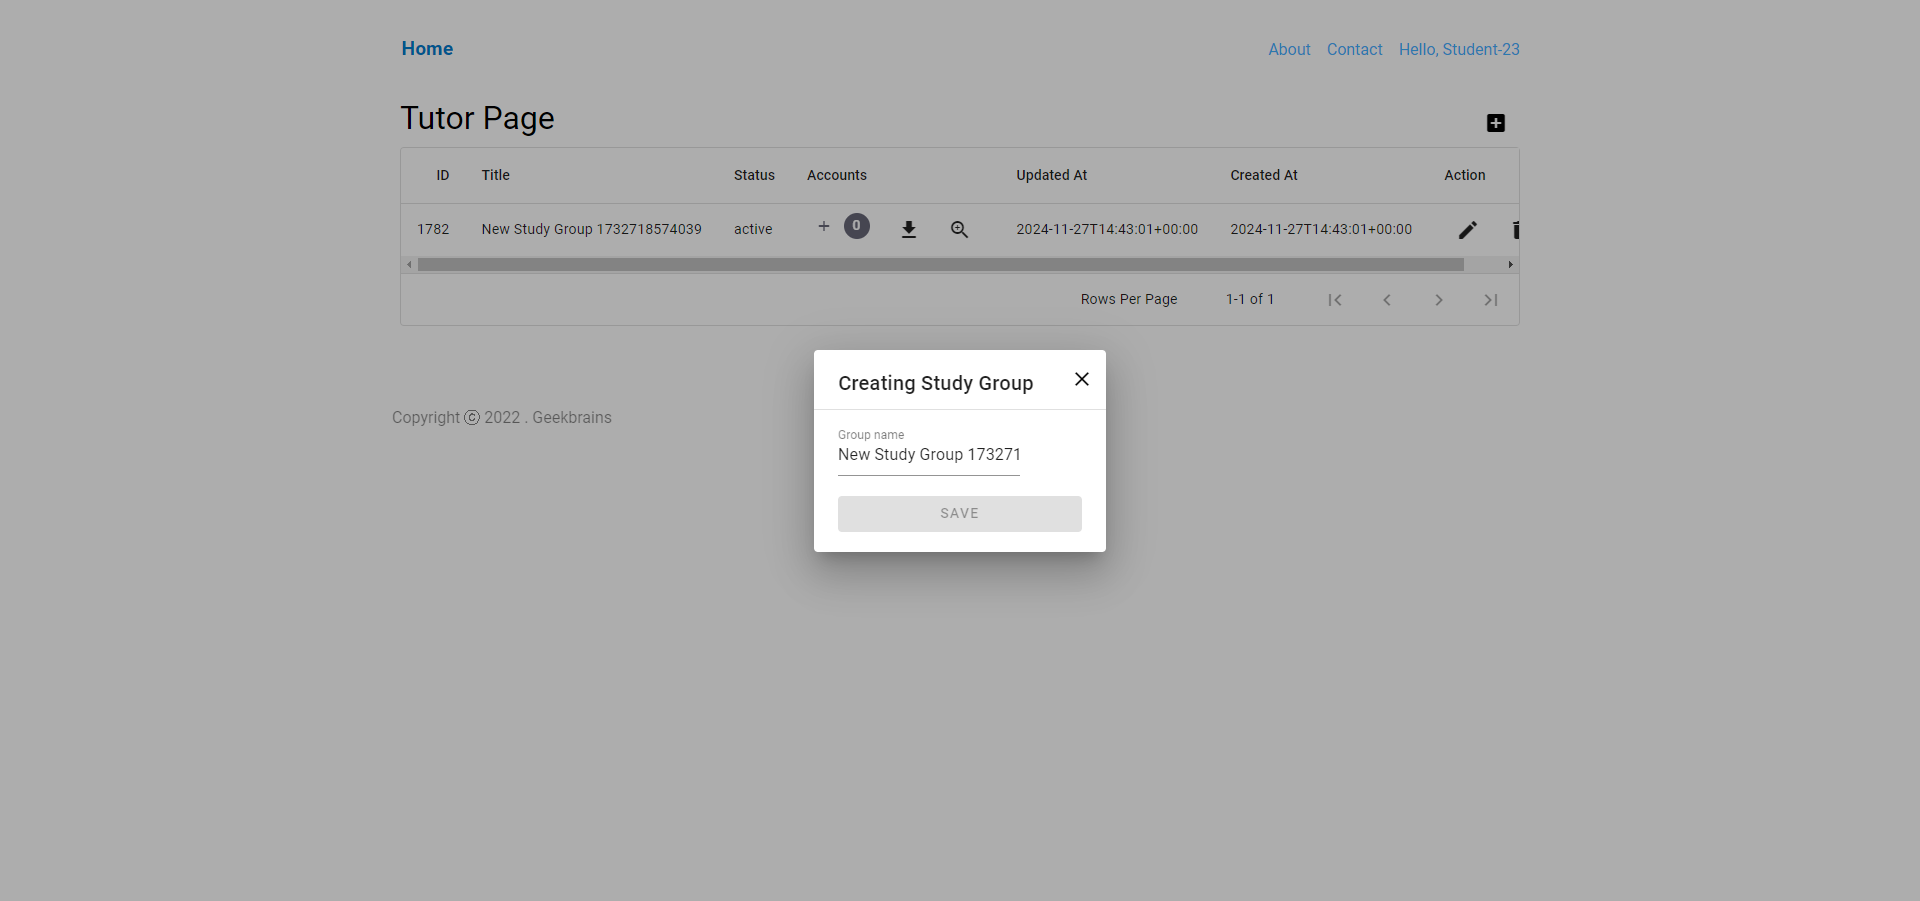 Home
About Contact Hello, Student-23
Tutor Page
ID Title Status Accounts Updated At Created At Action
1782 New Study Group 1732718574039 active + 0 2024-11-27T14:43:01+00:00 2024-11-27T14:43:01+00:00
Rows Per Page 1-1 of 1
Creating Study Group
Group name
New Study Group 173271
SAVE
Copyright © 2022 . Geekbrains